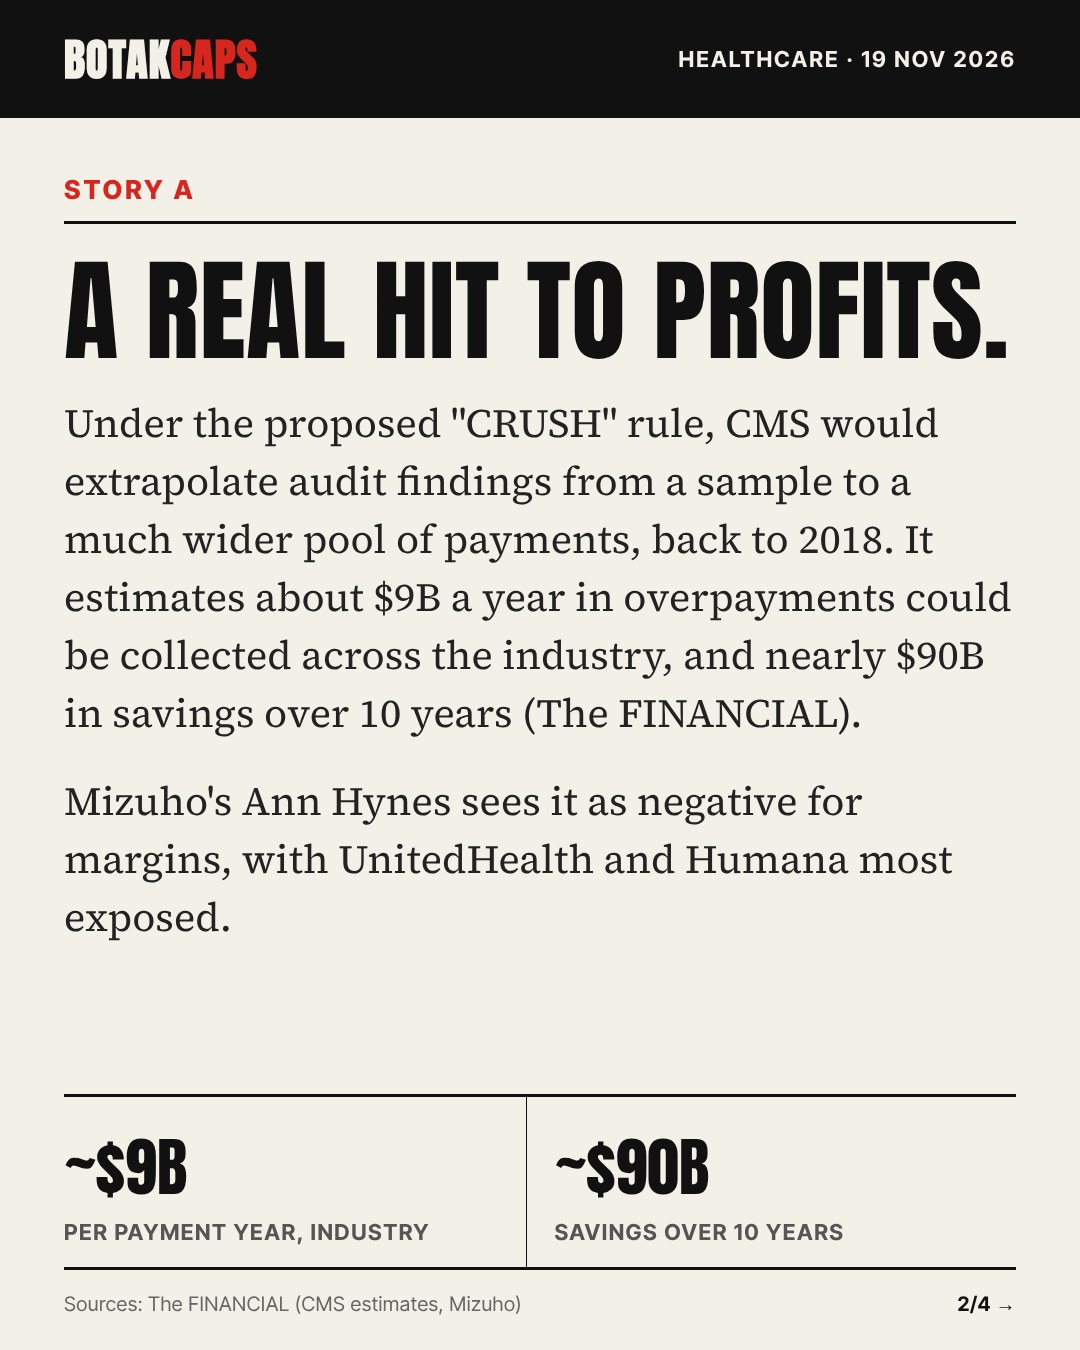 BOTAKCAPS
HEALTHCARE · 19 NOV 2026
STORY A
A REAL HIT TO PROFITS.
Under the proposed "CRUSH" rule, CMS would
extrapolate audit findings from a sample to a
much wider pool of payments, back to 2018. It
estimates about $9B a year in overpayments could
be collected across the industry, and nearly $90B
in savings over 10 years (The FINANCIAL).
Mizuho's Ann Hynes sees it as negative for
margins, with UnitedHealth and Humana most
exposed.
~$9B
PER PAYMENT YEAR, INDUSTRY
~$90B
SAVINGS OVER 10 YEARS
Sources: The FINANCIAL (CMS estimates, Mizuho)
2/4 →